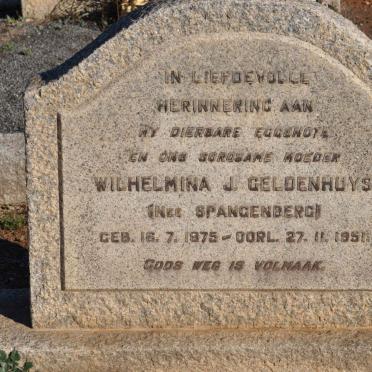 IN LIEFDEVOLLE
HERINNERING AAN
MY DIERBARE EGGENOTE
EN ONS SORGSAME MOEDER
WILHELMINA J. GELDENHUYS
(NEE SPANGENBERG)
GEB. 16. 7. 1975 - OORL. 27. 11. 1951.
GODS WEG IS VOLMAAK.